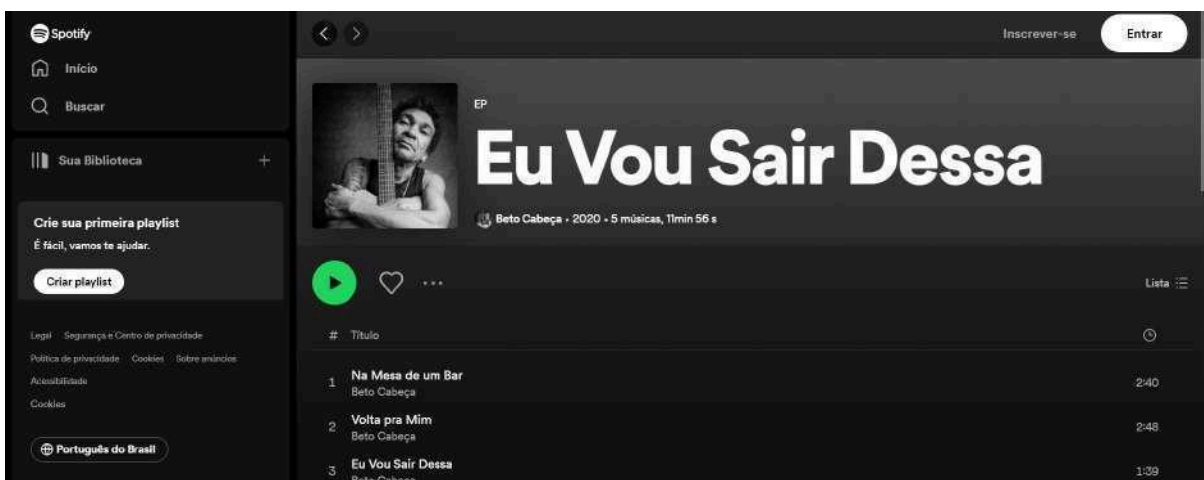 Spotify
Início
Buscar
Sua Biblioteca
Crie sua primeira playlist
É fácil, vamos te ajudar.
Criar playlist
Legal Segurança e Centro de privacidade
Política de privacidade Cookies Sobre anúncios
Acessibilidade
Cookies
Português do Brasil
Inscrever-se Entrar
EP
Eu Vou Sair Dessa
Beto Cabeça • 2020 • 5 músicas, 11min 56 s
Lista
# Título
1 Na Mesa de um Bar 2:40
Beto Cabeça
2 Volta pra Mim 2:48
Beto Cabeça
3 Eu Vou Sair Dessa 1:39
Beto Cabeça